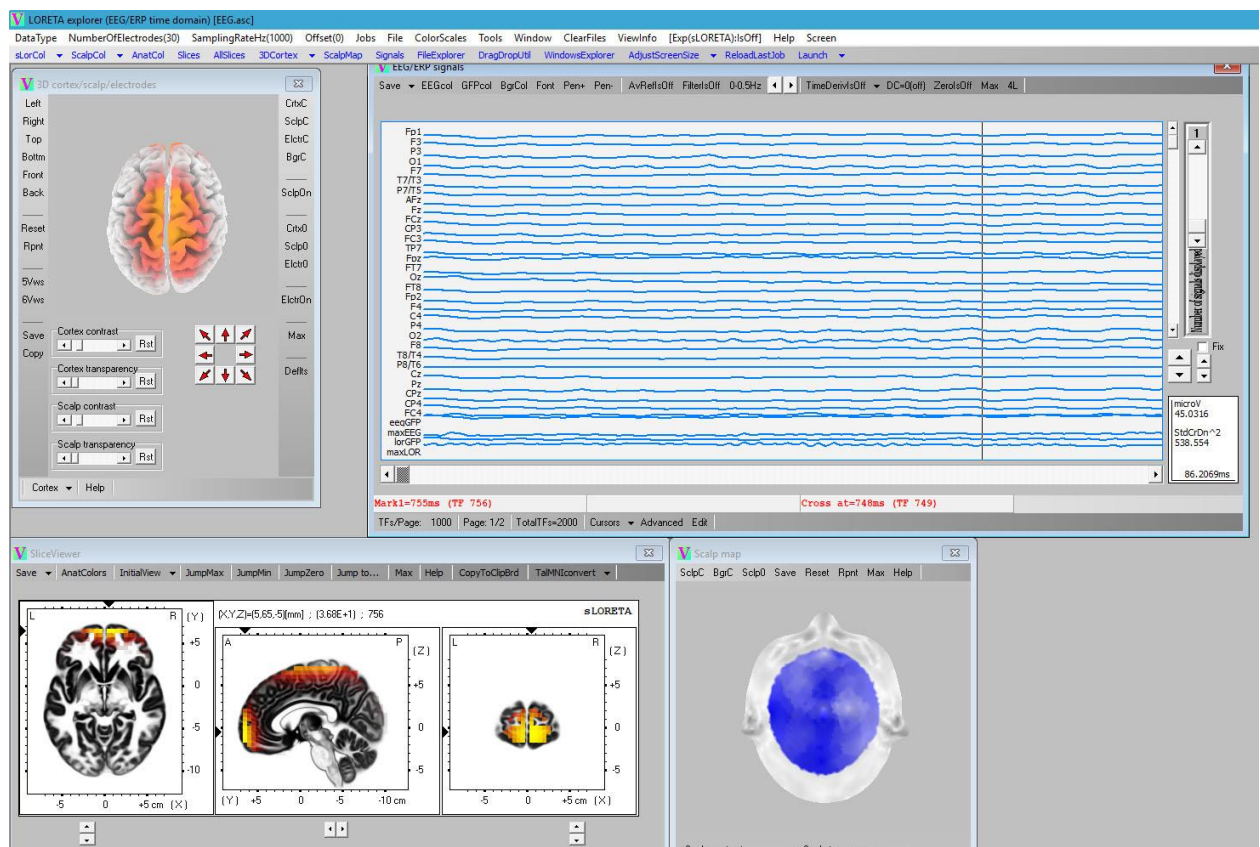 LORETA explorer (EEG/ERP time domain) [EEG.asc]
DataType NumberOfElectrodes(30) SamplingRateHz(1000) Offset(0) Jobs File ColorScales Tools Window ClearFiles ViewInfo [Exp(sLORETA):IsOff] Help Screen
sLorCol ScalpCol AnatCol Slices AllSlices 3DCortex ScalpMap Signals FileExplorer DragDropUtil WindowsExplorer AdjustScreenSize ReloadLastJob Launch
3D cortex/scalp/electrodes
Left CrtxC
Right SclpC
Top ElctrC
Bottm BgrC
Front
Back SclpOn
Reset Crtx0
Rpnt Sclp0
Elctr0
5Vws
6Vws ElctrOn
Save Max
Copy Deflts
Cortex contrast
Rst
Cortex transparency
Rst
Scalp contrast
Rst
Scalp transparency
Rst
Cortex Help
EEG/ERP signals
Save EEGcol GFPcol BgrCol Font Pen+ Pen- AvRefIsOff FilterIsOff 0-0.5Hz TimeDerivIsOff DC=0(off) ZeroIsOff Max 4L
Fp1
F3
P3
O1
F7
T7/T3
P7/T5
AFz
Fz
FCz
CP3
FC3
TP7
Fpz
FT7
Oz
FT8
Fp2
F4
C4
P4
O2
F8
T8/T4
P8/T6
Cz
Pz
CPz
CP4
FC4
eegGFP
maxEEG
lorGFP
maxLOR
1
Number of signals displayed
Fix
microV
45.0316
StdCrDn^2
538.554
86.2069ms
Mark1=755ms (TF 756) Cross at=748ms (TF 749)
TFs/Page: 1000 Page: 1/2 TotalTFs=2000 Cursors Advanced Edit
SliceViewer
Save AnatColors InitialView JumpMax JumpMin JumpZero Jump to... Max Help CopyToClipBrd TalMNIconvert
L R (Y)
+5
0
-5
-10
-5 0 +5 cm (X)
(X,Y,Z)=(5,65,-5)[mm] ; (3.68E+1) ; 756 sLORETA
A P (Z)
+5
0
-5
(Y) +5 0 -5 -10 cm
L R (Z)
+5
0
-5
-5 0 +5 cm (X)
Scalp map
SclpC BgrC Sclp0 Save Reset Rpnt Max Help